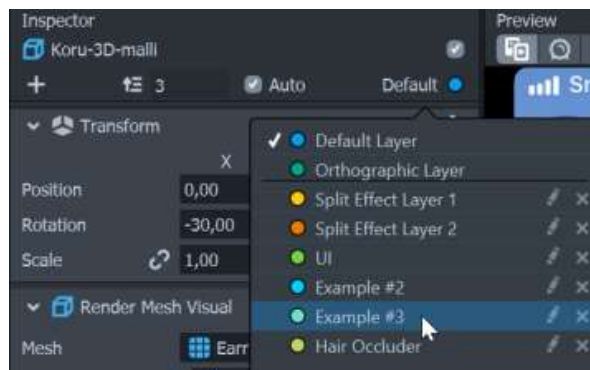 Inspector
Preview
Koru-3D-malli
3
Auto
Default
Transform
X
Position
0,00
Rotation
-30,00
Scale
1,00
Render Mesh Visual
Mesh
Earr
Default Layer
Orthographic Layer
Split Effect Layer 1
Split Effect Layer 2
UI
Example #2
Example #3
Hair Occluder
Sn